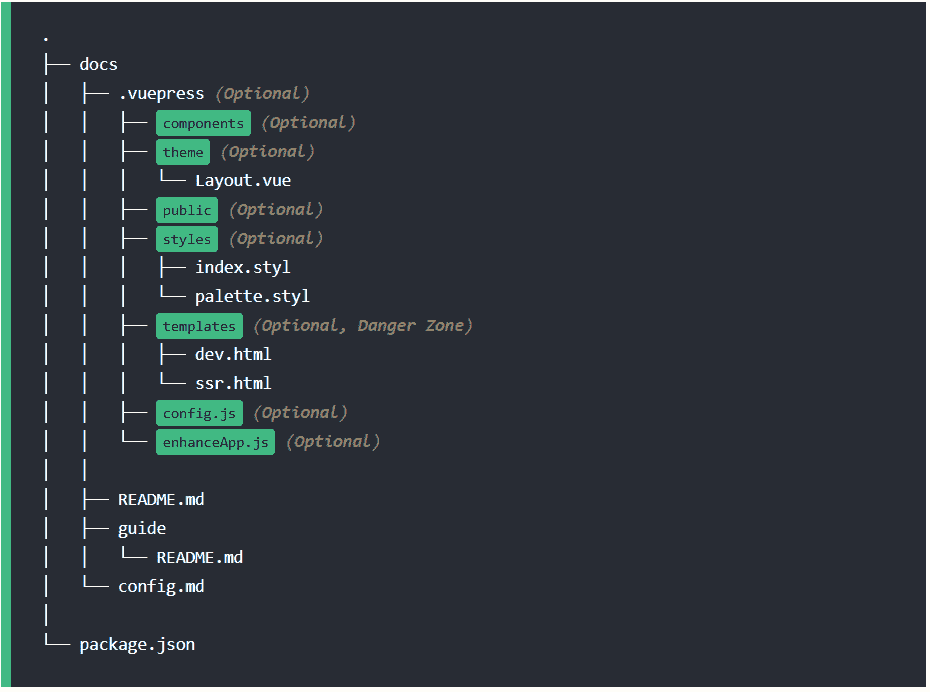 .
├── docs
│   ├── .vuepress (Optional)
│   │   ├── components (Optional)
│   │   ├── theme (Optional)
│   │   │   └── Layout.vue
│   │   ├── public (Optional)
│   │   ├── styles (Optional)
│   │   │   ├── index.styl
│   │   │   └── palette.styl
│   │   ├── templates (Optional, Danger Zone)
│   │   │   ├── dev.html
│   │   │   └── ssr.html
│   │   ├── config.js (Optional)
│   │   └── enhanceApp.js (Optional)
│   │
│   ├── README.md
│   ├── guide
│   │   └── README.md
│   └── config.md
│
└── package.json